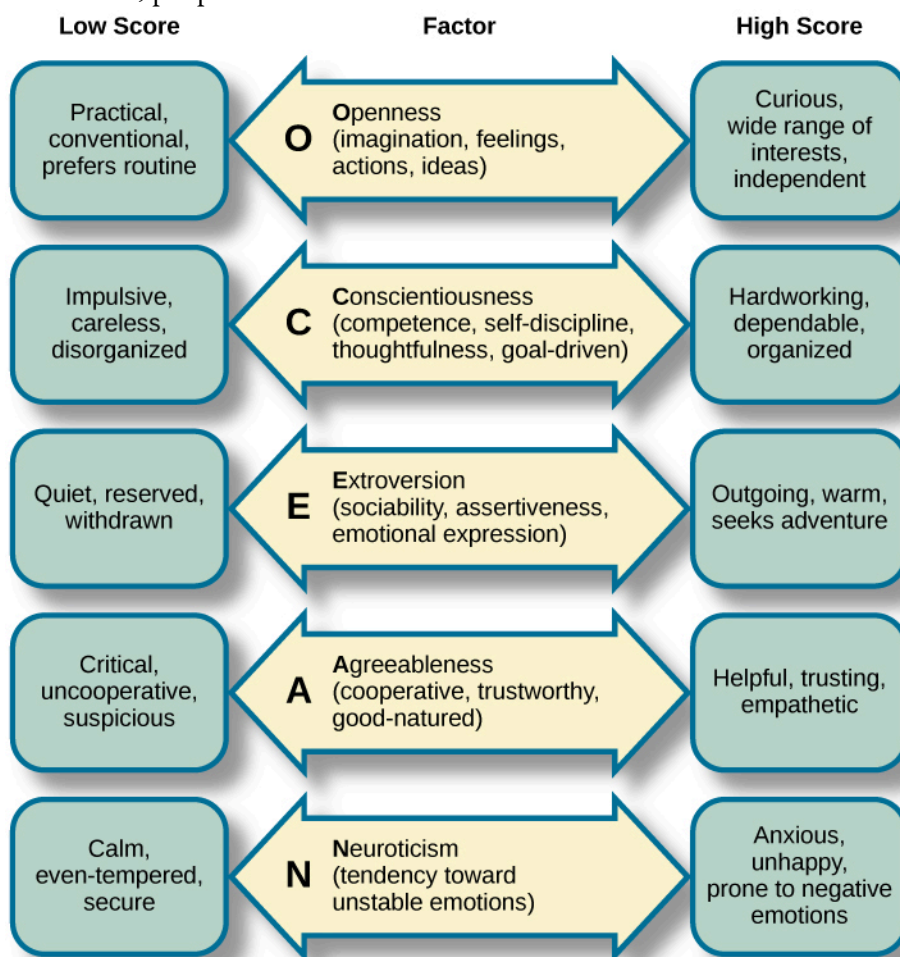 Low Score Factor High Score
Practical,
conventional,
prefers routine
O
Openness
(imagination, feelings,
actions, ideas)
Curious,
wide range of
interests,
independent
Impulsive,
careless,
disorganized
C
Conscientiousness
(competence, self-discipline,
thoughtfulness, goal-driven)
Hardworking,
dependable,
organized
Quiet, reserved,
withdrawn
E
Extroversion
(sociability, assertiveness,
emotional expression)
Outgoing, warm,
seeks adventure
Critical,
uncooperative,
suspicious
A
Agreeableness
(cooperative, trustworthy,
good-natured)
Helpful, trusting,
empathetic
Calm,
even-tempered,
secure
N
Neuroticism
(tendency toward
unstable emotions)
Anxious,
unhappy,
prone to negative
emotions